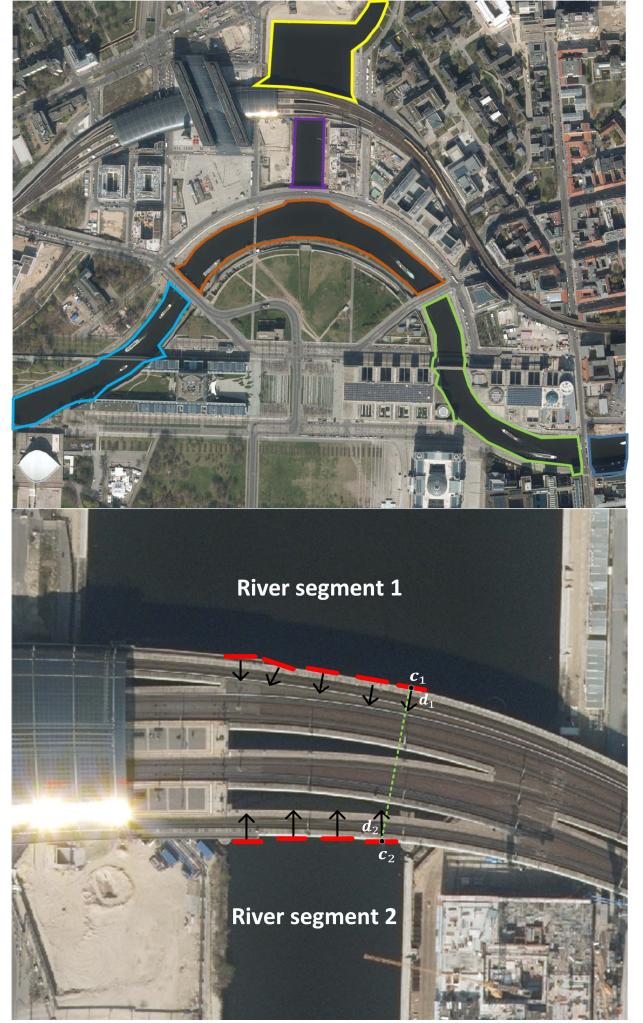 River segment 1
c₁
d₁
d₂
c₂
River segment 2